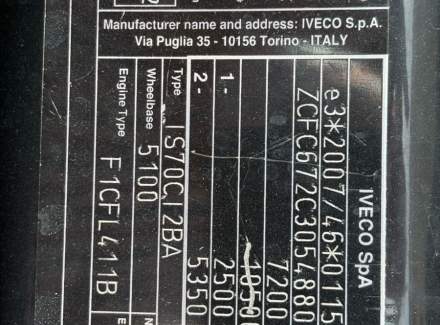 Manufacturer name and address: IVECO S.p.A.
Via Puglia 35 - 10156 Torino - ITALY
IVECO SpA
e3*2007/46*0115
ZCFC672C3054880
7200
1- 2500
2- 5350
Type IS70CI2BA
Wheelbase 5100
Engine Type F1CFL411B